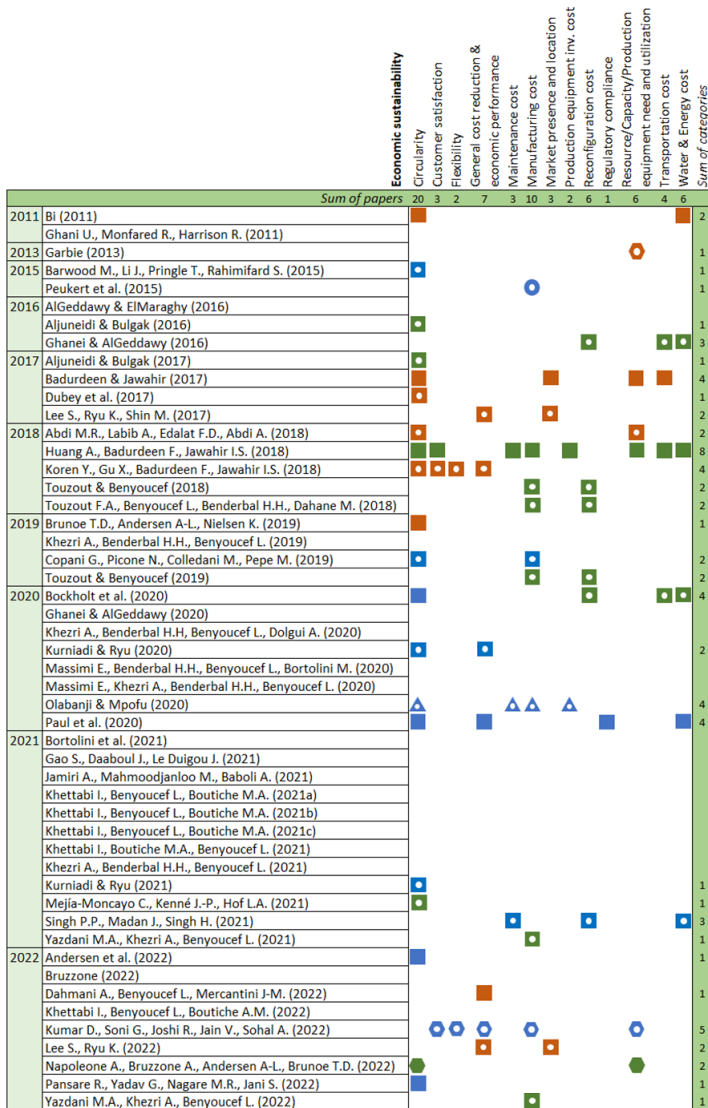 Economic sustainability
Circularity
Customer satisfaction
Flexibility
General cost reduction &
economic performance
Maintenance cost
Manufacturing cost
Market presence and location
Production equipment inv. cost
Reconfiguration cost
Regulatory compliance
Resource/Capacity/Production
equipment need and utilization
Transportation cost
Water & Energy cost
Sum of categories
Sum of papers 20 3 2 7 3 10 3 2 6 1 6 4 6
2011 Bi (2011) 2
Ghani U., Monfared R., Harrison R. (2011)
2013 Garbie (2013) 1
2015 Barwood M., Li J., Pringle T., Rahimifard S. (2015) 1
Peukert et al. (2015) 1
2016 AlGeddawy & ElMaraghy (2016)
Aljuneidi & Bulgak (2016) 1
Ghanei & AlGeddawy (2016) 3
2017 Aljuneidi & Bulgak (2017) 1
Badurdeen & Jawahir (2017) 4
Dubey et al. (2017) 1
Lee S., Ryu K., Shin M. (2017) 2
2018 Abdi M.R., Labib A., Edalat F.D., Abdi A. (2018) 2
Huang A., Badurdeen F., Jawahir I.S. (2018) 8
Koren Y., Gu X., Badurdeen F., Jawahir I.S. (2018) 4
Touzout & Benyoucef (2018) 2
Touzout F.A., Benyoucef L., Benderbal H.H., Dahane M. (2018) 2
2019 Brunoe T.D., Andersen A-L., Nielsen K. (2019) 1
Khezri A., Benderbal H.H., Benyoucef L. (2019)
Copani G., Picone N., Colledani M., Pepe M. (2019) 2
Touzout & Benyoucef (2019) 2
2020 Bockholt et al. (2020) 4
Ghanei & AlGeddawy (2020)
Khezri A., Benderbal H.H, Benyoucef L., Dolgui A. (2020)
Kurniadi & Ryu (2020) 2
Massimi E., Benderbal H.H., Benyoucef L., Bortolini M. (2020)
Massimi E., Khezri A., Benderbal H.H., Benyoucef L. (2020)
Olabanji & Mpofu (2020) 4
Paul et al. (2020) 4
2021 Bortolini et al. (2021)
Gao S., Daaboul J., Le Duigou J. (2021)
Jamiri A., Mahmoodjanloo M., Baboli A. (2021)
Khettabi I., Benyoucef L., Boutiche M.A. (2021a)
Khettabi I., Benyoucef L., Boutiche M.A. (2021b)
Khettabi I., Benyoucef L., Boutiche M.A. (2021c)
Khettabi I., Boutiche M.A., Benyoucef L. (2021)
Khezri A., Benderbal H.H., Benyoucef L. (2021)
Kurniadi & Ryu (2021) 1
Mejía-Moncayo C., Kenné J.-P., Hof L.A. (2021) 1
Singh P.P., Madan J., Singh H. (2021) 3
Yazdani M.A., Khezri A., Benyoucef L. (2021) 1
2022 Andersen et al. (2022) 1
Bruzzone (2022)
Dahmani A., Benyoucef L., Mercantini J-M. (2022) 1
Khettabi I., Benyoucef L., Boutiche A.M. (2022)
Kumar D., Soni G., Joshi R., Jain V., Sohal A. (2022) 5
Lee S., Ryu K. (2022) 2
Napoleone A., Bruzzone A., Andersen A-L., Brunoe T.D. (2022) 2
Pansare R., Yadav G., Nagare M.R., Jani S. (2022) 1
Yazdani M.A., Khezri A., Benyoucef L. (2022) 1